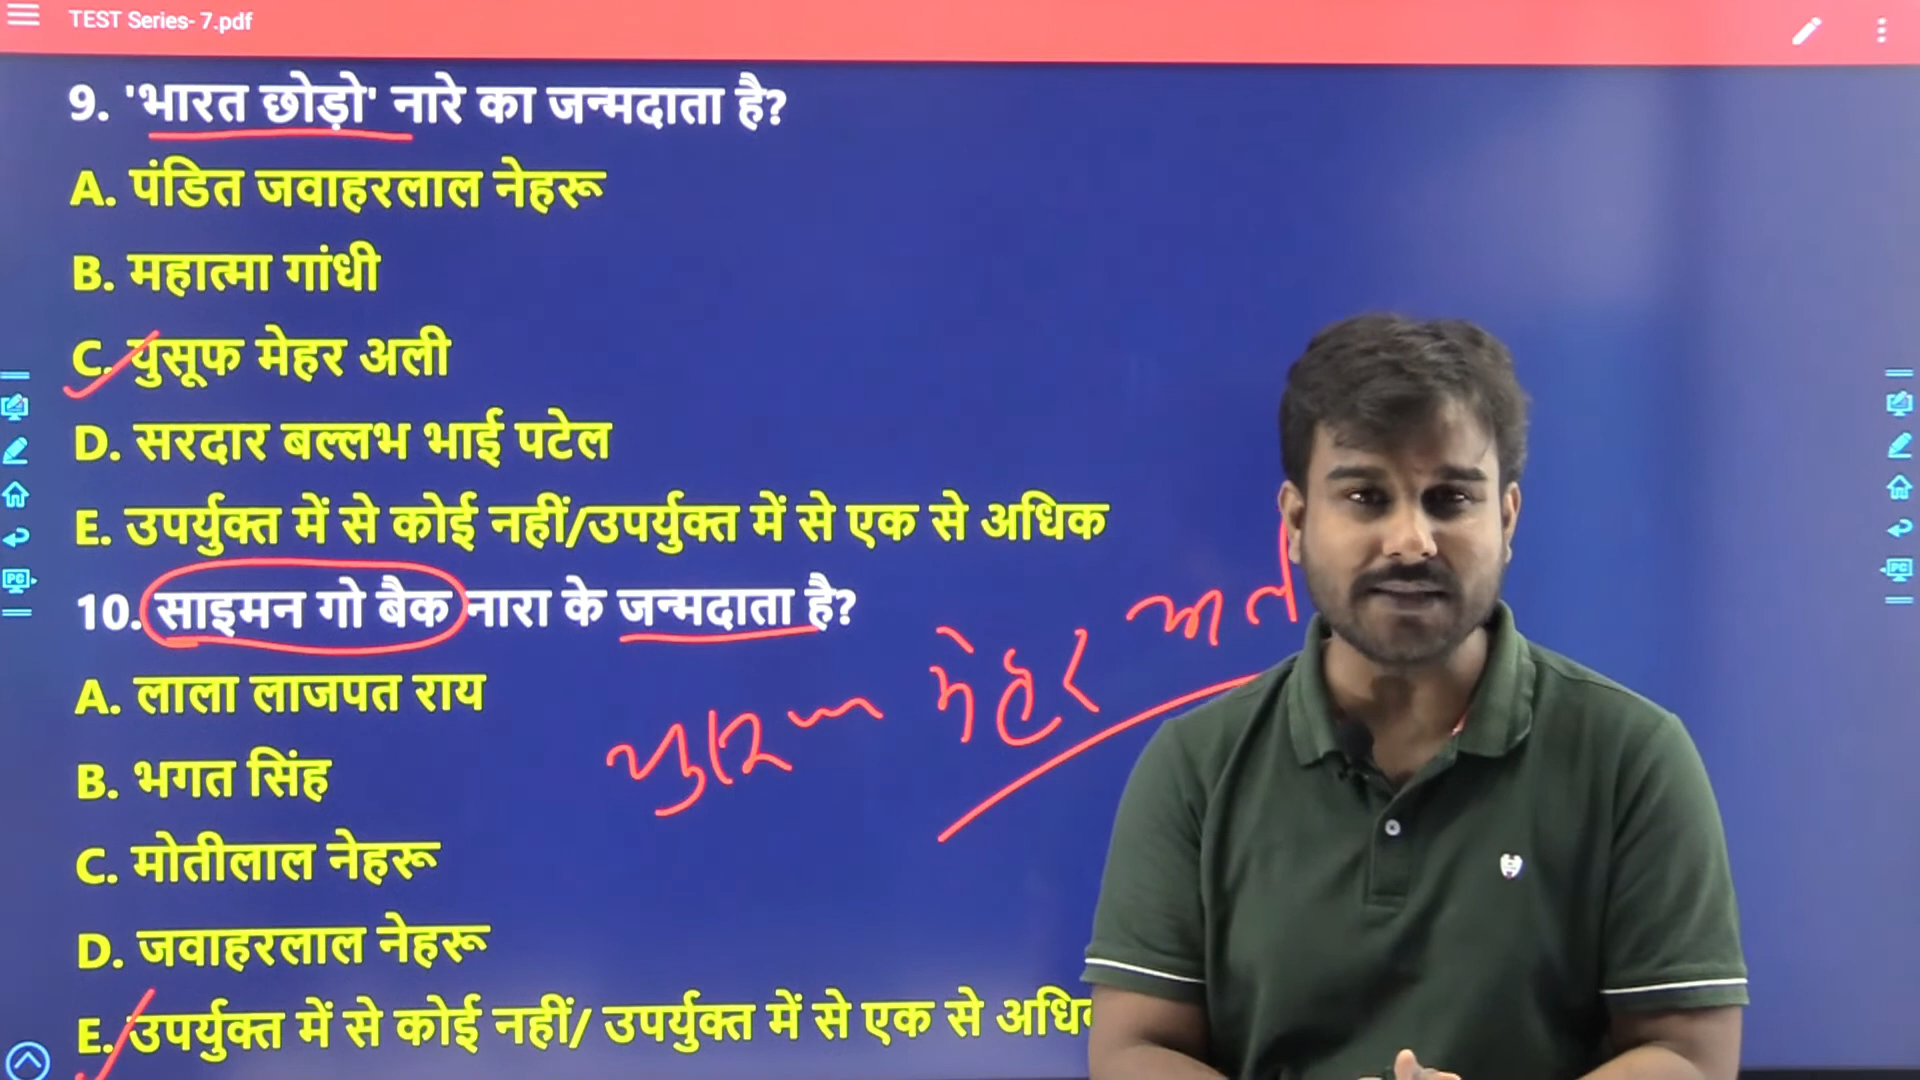 TEST Series- 7.pdf
9. 'भारत छोड़ो' नारे का जन्मदाता है?
A. पंडित जवाहरलाल नेहरू
B. महात्मा गांधी
C. युसूफ मेहर अली
D. सरदार बल्लभ भाई पटेल
E. उपर्युक्त में से कोई नहीं/उपर्युक्त में से एक से अधिक
10. साइमन गो बैक नारा के जन्मदाता है?
मेहर
A. लाला लाजपत राय
B. भगत सिंह
C. मोतीलाल नेहरू
D. जवाहरलाल नेहरू
E. उपर्युक्त में से कोई नहीं/ उपर्युक्त में से एक से
PC
PC